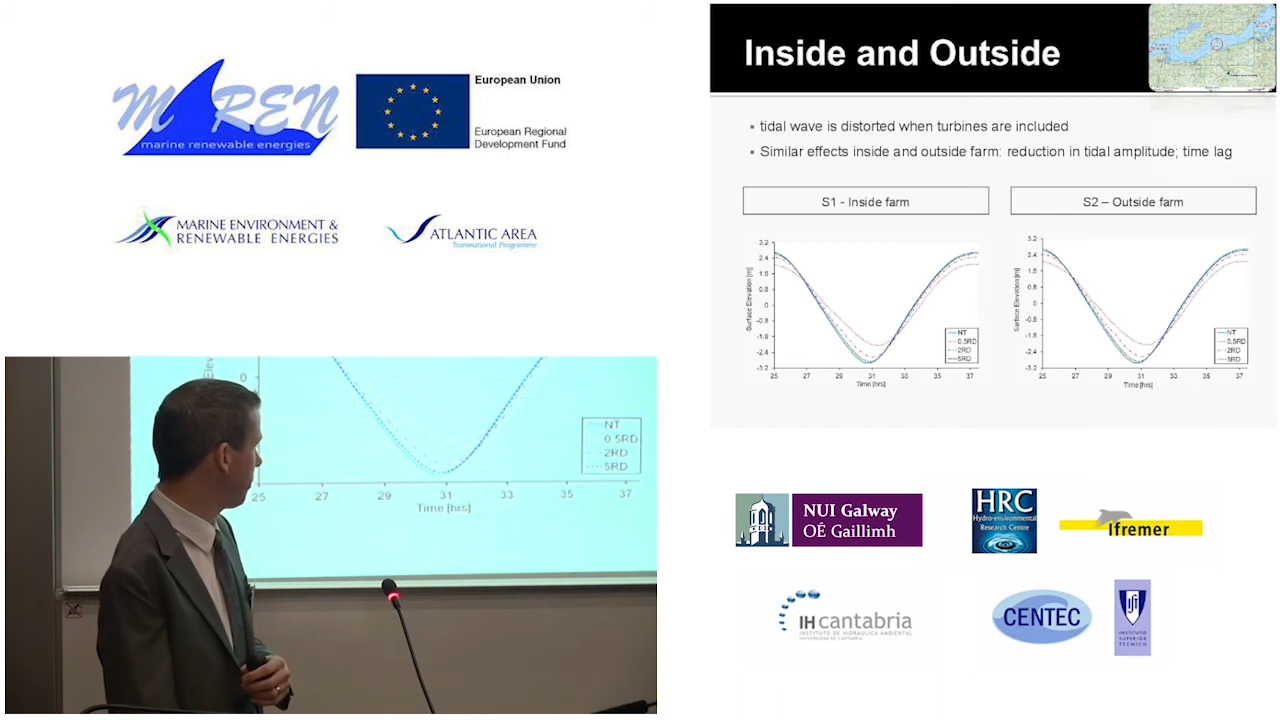 MAREN
marine renewable energies
European Union
European Regional
Development Fund
MARINE ENVIRONMENT &
RENEWABLE ENERGIES
ATLANTIC AREA
Transnational Programme
Inside and Outside
▪ tidal wave is distorted when turbines are included
▪ Similar effects inside and outside farm: reduction in tidal amplitude; time lag
S1 - Inside farm
S2 – Outside farm
Surface Elevation [m]
3.2
2.4
1.6
0.8
0
-0.8
-1.6
-2.4
-3.2
25 27 29 31 33 35 37
Time [hrs]
NT
0.5RD
2RD
5RD
Surface Elevation [m]
3.2
2.4
1.6
0.8
0
-0.8
-1.6
-2.4
-3.2
25 27 29 31 33 35 37
Time [hrs]
NT
0.5RD
2RD
5RD
Elev
0
25 27 29 31 33 35 37
Time [hrs]
NT
0.5RD
2RD
5RD
NUI Galway
OÉ Gaillimh
HRC
Hydro-environmental
Research Centre
Ifremer
IH cantabria
INSTITUTO DE HIDRÁULICA AMBIENTAL
UNIVERSIDAD DE CANTABRIA
CENTEC
INSTITUTO
SUPERIOR
TÉCNICO